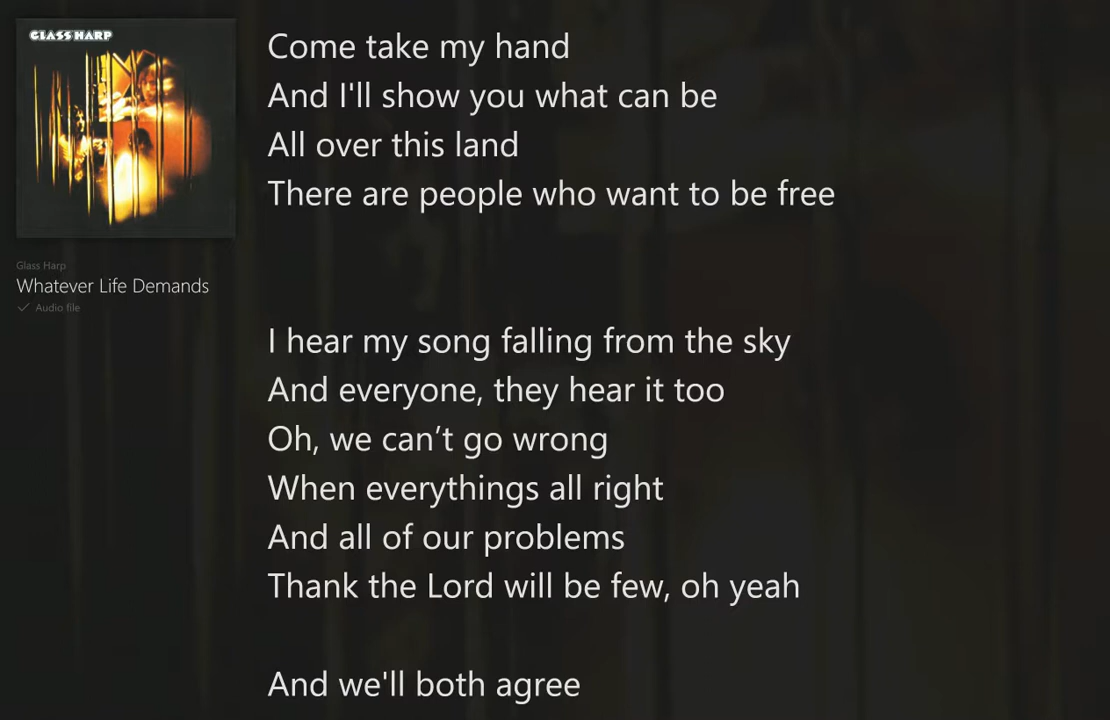 GLASS HARP
Glass Harp
Whatever Life Demands
Audio file
Come take my hand
And I'll show you what can be
All over this land
There are people who want to be free
I hear my song falling from the sky
And everyone, they hear it too
Oh, we can’t go wrong
When everythings all right
And all of our problems
Thank the Lord will be few, oh yeah
And we'll both agree